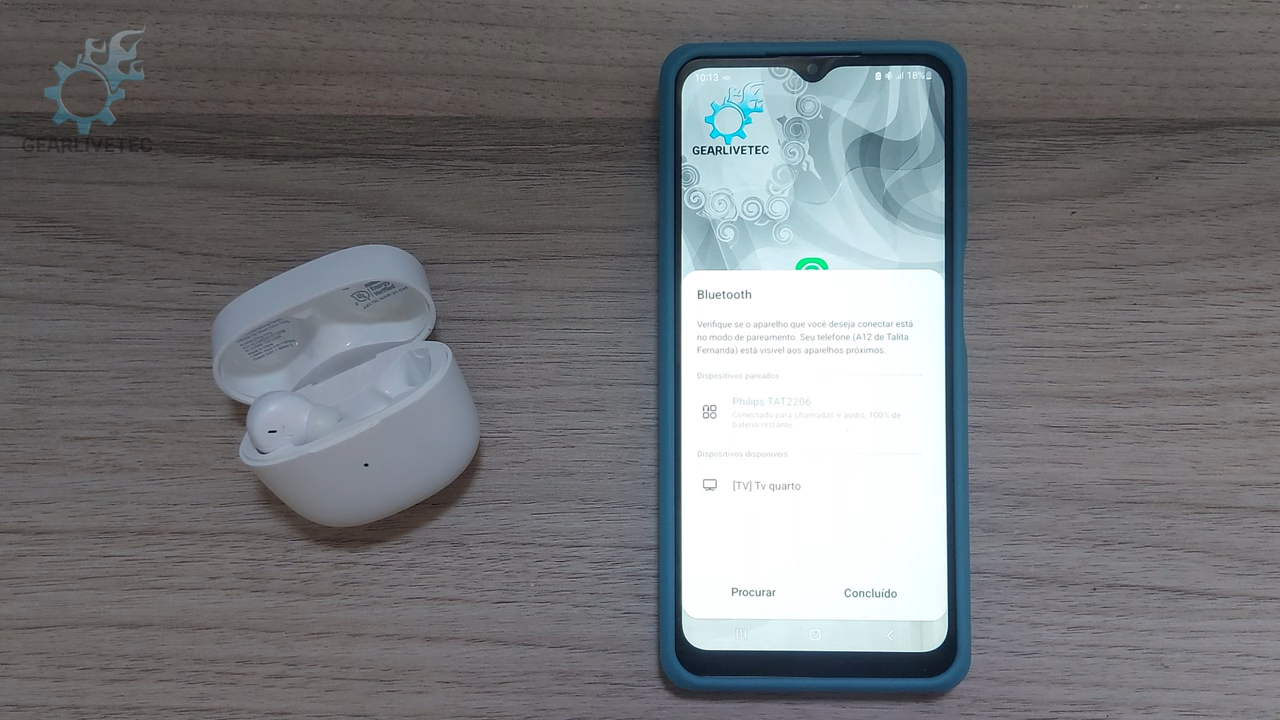 GEARLIVETEC
10:13
18%
GEARLIVETEC
Bluetooth
Verifique se o aparelho que você deseja conectar está
no modo de pareamento. Seu telefone (A12 de Talita
Fernanda) está visível aos aparelhos próximos.
Dispositivos pareados
Philips TAT2206
Conectado para chamadas e áudio, 100% de
bateria restante.
Dispositivos disponíveis
[TV] Tv quarto
Procurar Concluído
Energy
Verified